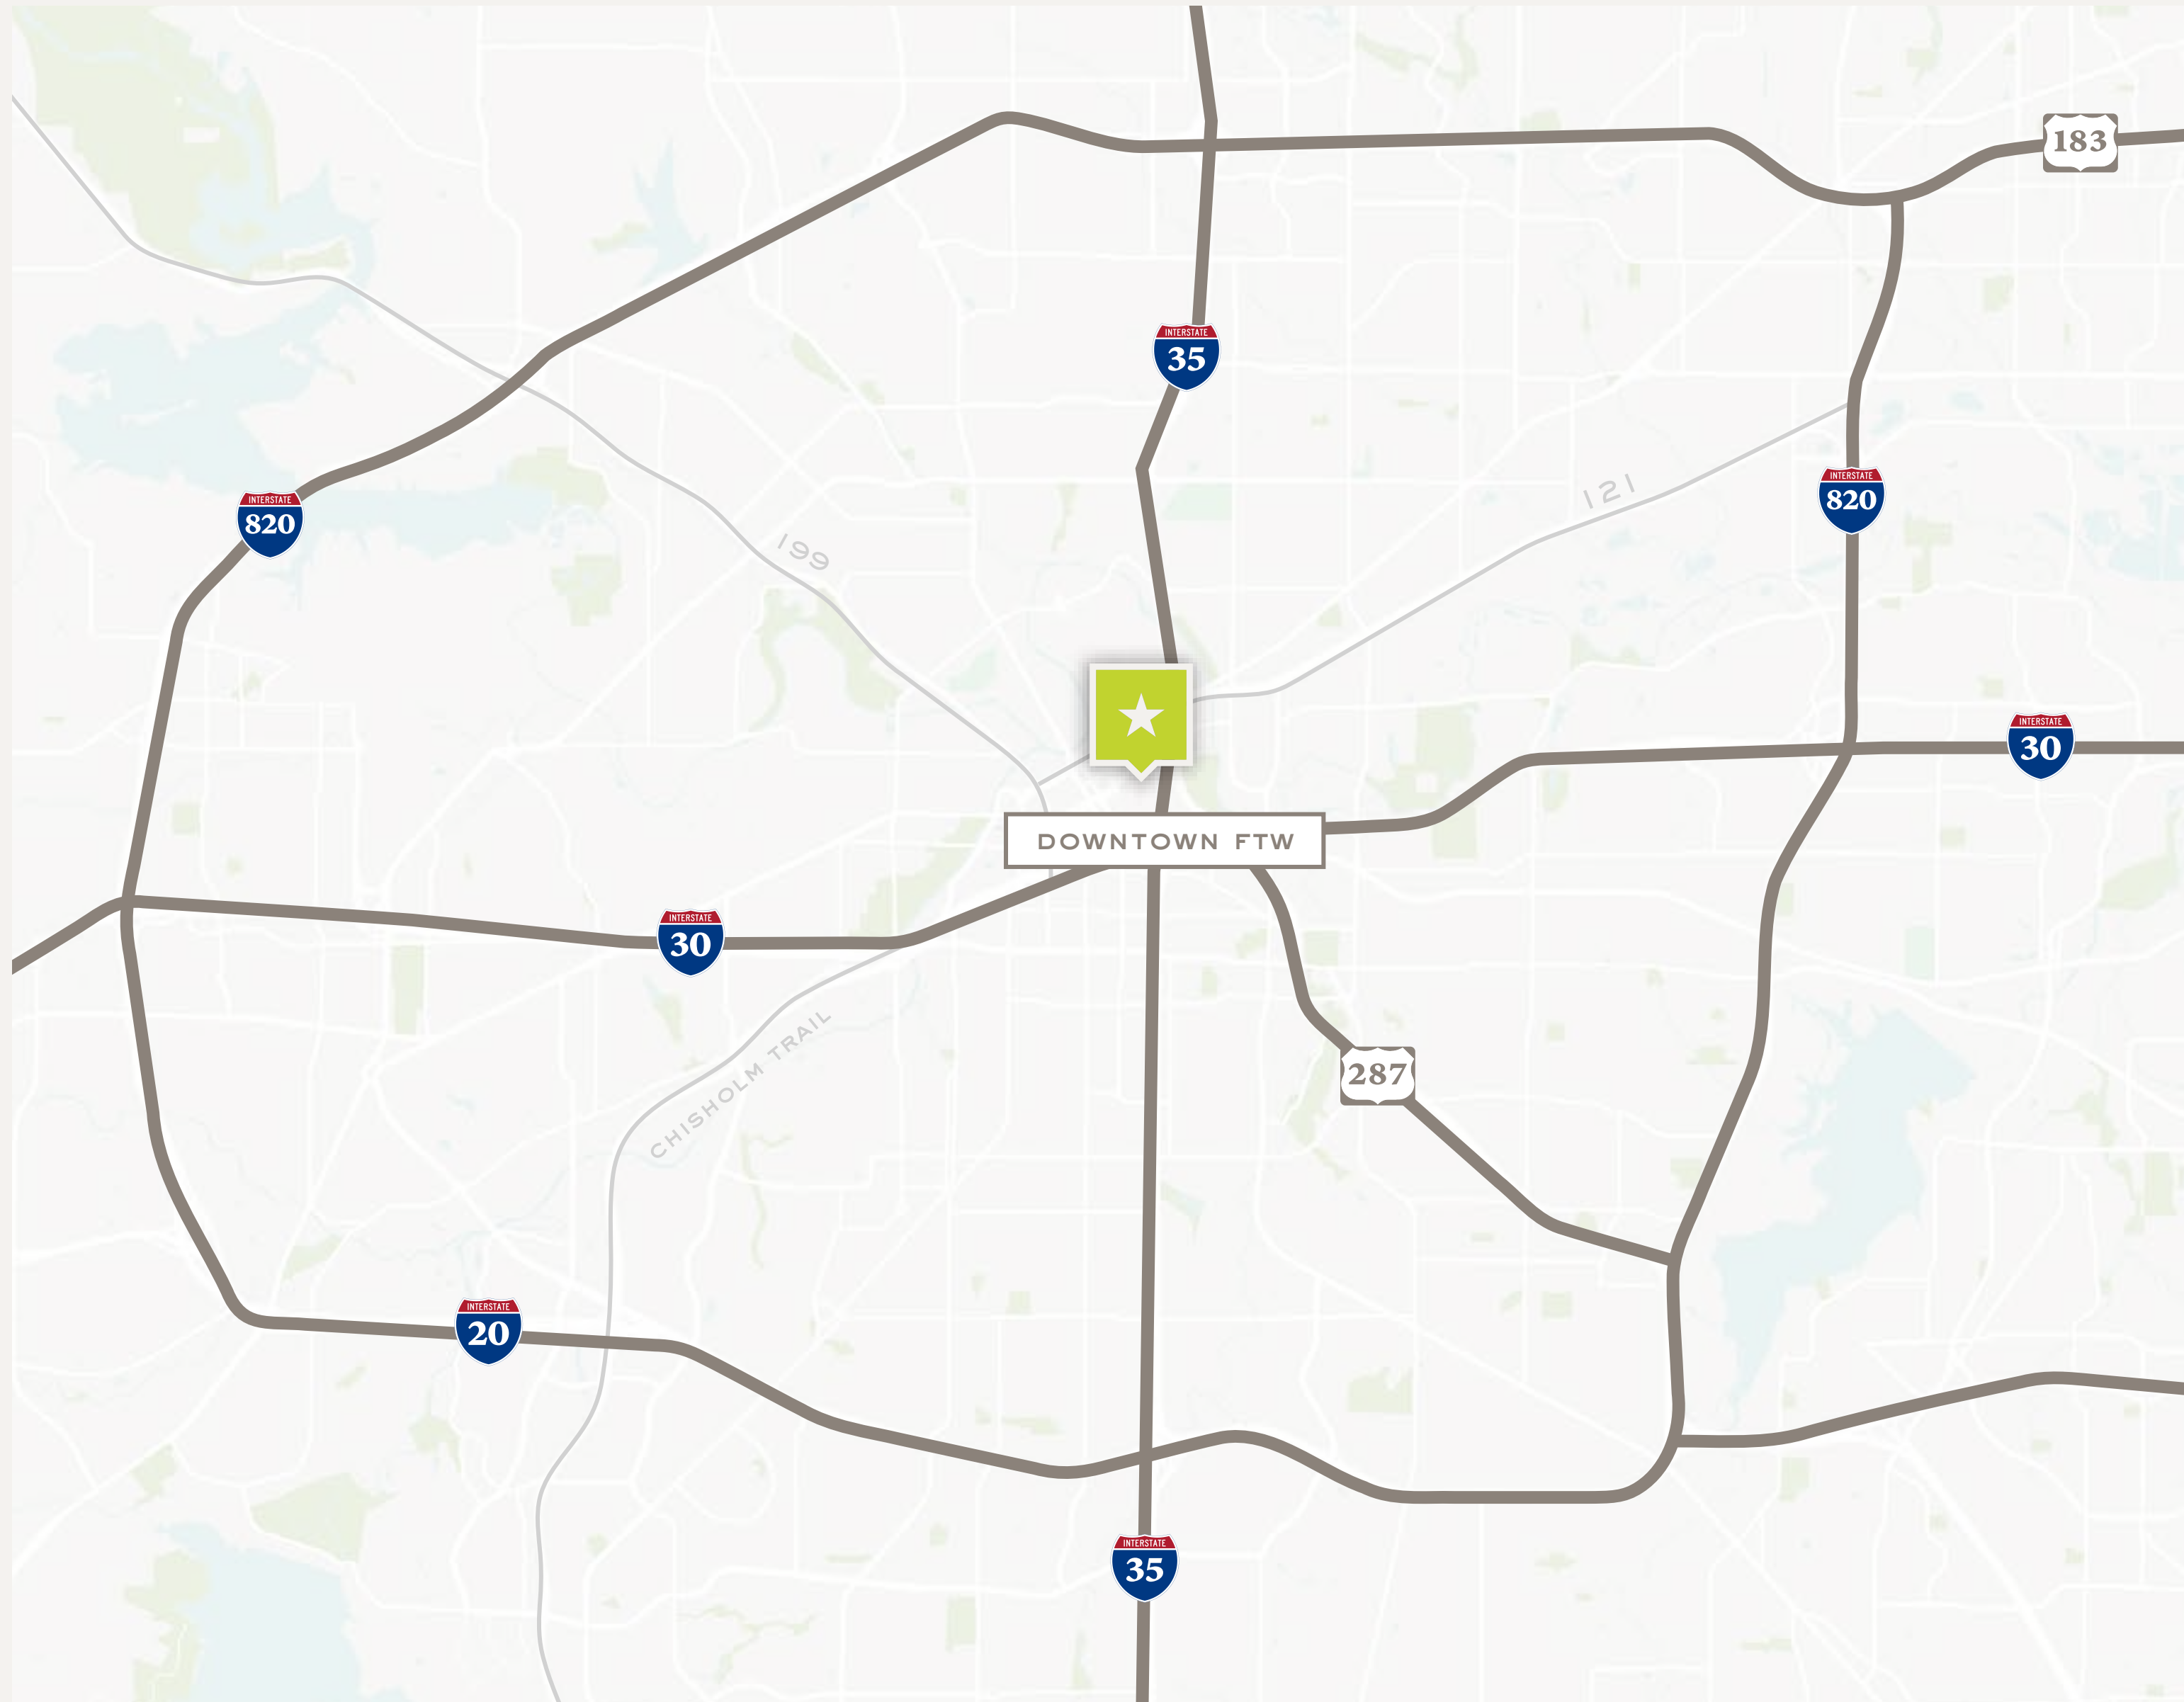 183
INTERSTATE
35
INTERSTATE
820
INTERSTATE
820
121
199
INTERSTATE
30
DOWNTOWN FTW
INTERSTATE
30
CHISHOLM TRAIL
287
INTERSTATE
20
INTERSTATE
35